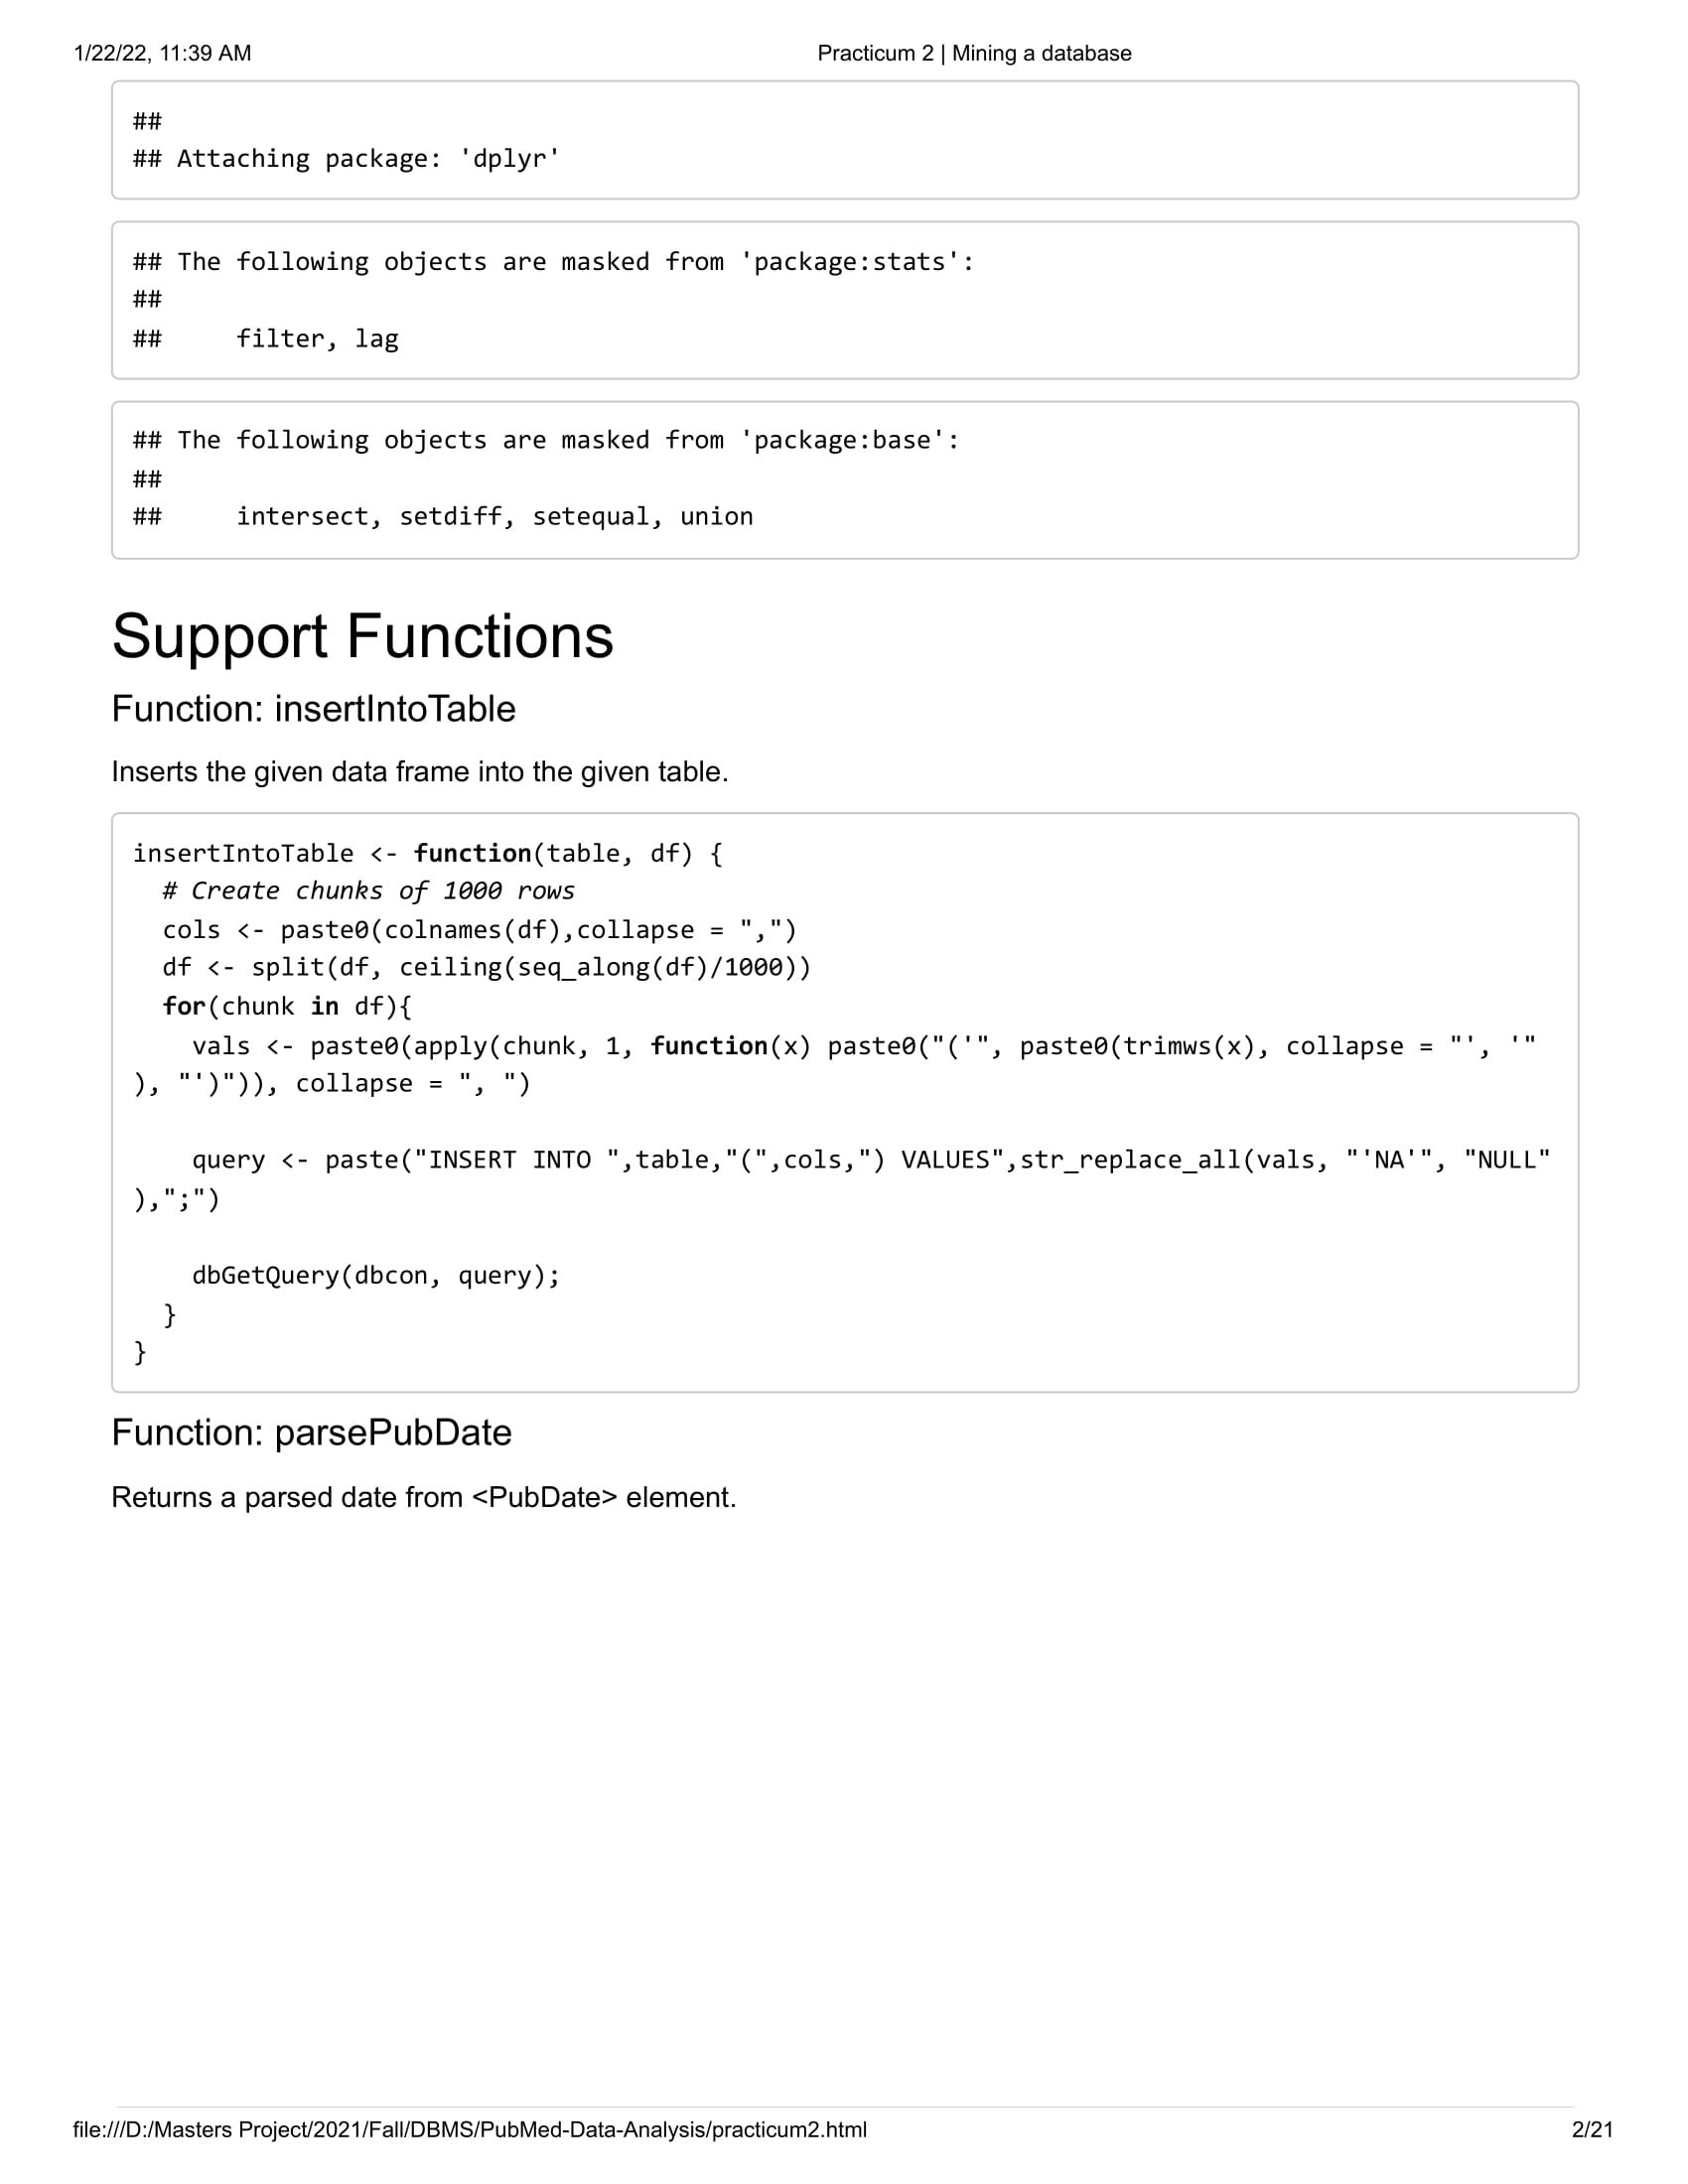 1/22/22, 11:39 AM Practicum 2 | Mining a database
##
## Attaching package: 'dplyr'
## The following objects are masked from 'package:stats':
##
##     filter, lag
## The following objects are masked from 'package:base':
##
##     intersect, setdiff, setequal, union
Support Functions
Function: insertIntoTable
Inserts the given data frame into the given table.
insertIntoTable <- function(table, df) {
  # Create chunks of 1000 rows
  cols <- paste0(colnames(df),collapse = ",")
  df <- split(df, ceiling(seq_along(df)/1000))
  for(chunk in df){
    vals <- paste0(apply(chunk, 1, function(x) paste0("('", paste0(trimws(x), collapse = "', '"
), "')")), collapse = ", ")
    query <- paste("INSERT INTO ",table,"(",cols,") VALUES",str_replace_all(vals, "'NA'", "NULL"
),";")
    dbGetQuery(dbcon, query);
  }
}
Function: parsePubDate
Returns a parsed date from <PubDate> element.
file:///D:/Masters Project/2021/Fall/DBMS/PubMed-Data-Analysis/practicum2.html 2/21